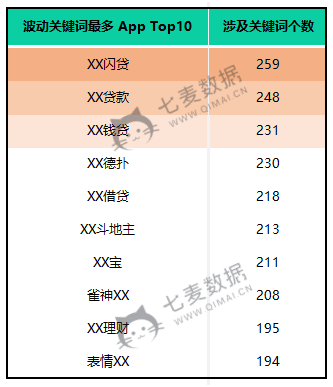 波动关键词最多 App Top10 涉及关键词个数
XX闪贷 259
XX贷款 248
XX钱贷 231
XX德扑 230
XX借贷 218
XX斗地主 213
XX宝 211
雀神XX 208
XX理财 195
表情XX 194
七麦数据
WWW.QIMAI.CN
七麦数据
WWW.QIMAI.CN